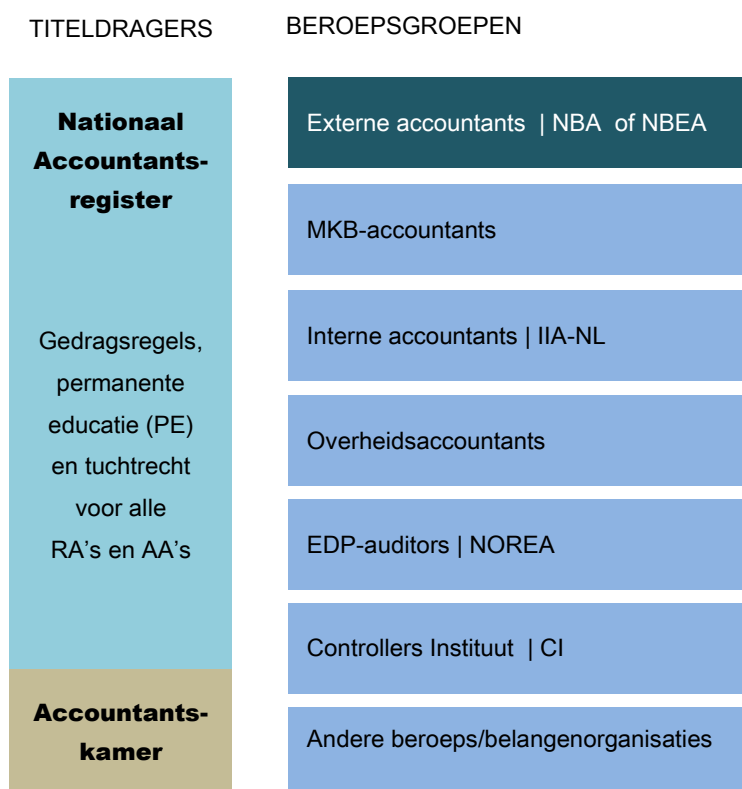 TITELDRAGERS
Nationaal
Accountants-
register
Gedragsregels,
permanente
educatie (PE)
en tuchtrecht
voor alle
RA’s en AA’s
Accountants-
kamer
BEROEPSGROEPEN
Externe accountants | NBA of NBEA
MKB-accountants
Interne accountants | IIA-NL
Overheidsaccountants
EDP-auditors | NOREA
Controllers Instituut | CI
Andere beroeps/belangenorganisaties